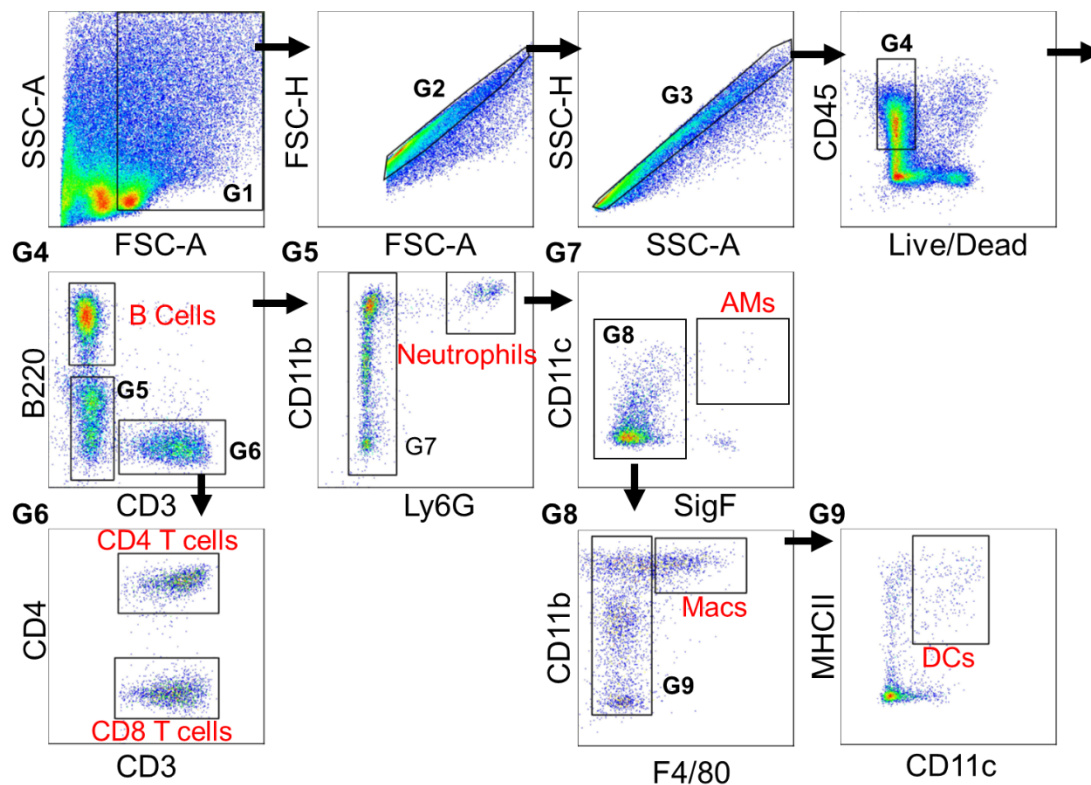 SSC-A
G1
FSC-A
FSC-H
G2
FSC-A
SSC-H
G3
SSC-A
CD45
G4
Live/Dead
G4
B220
B Cells
G5
G6
CD3
G5
CD11b
Neutrophils
G7
Ly6G
G7
CD11c
G8
AMs
SigF
G6
CD4
CD4 T cells
CD8 T cells
CD3
G8
CD11b
Macs
G9
F4/80
G9
MHCII
DCs
CD11c